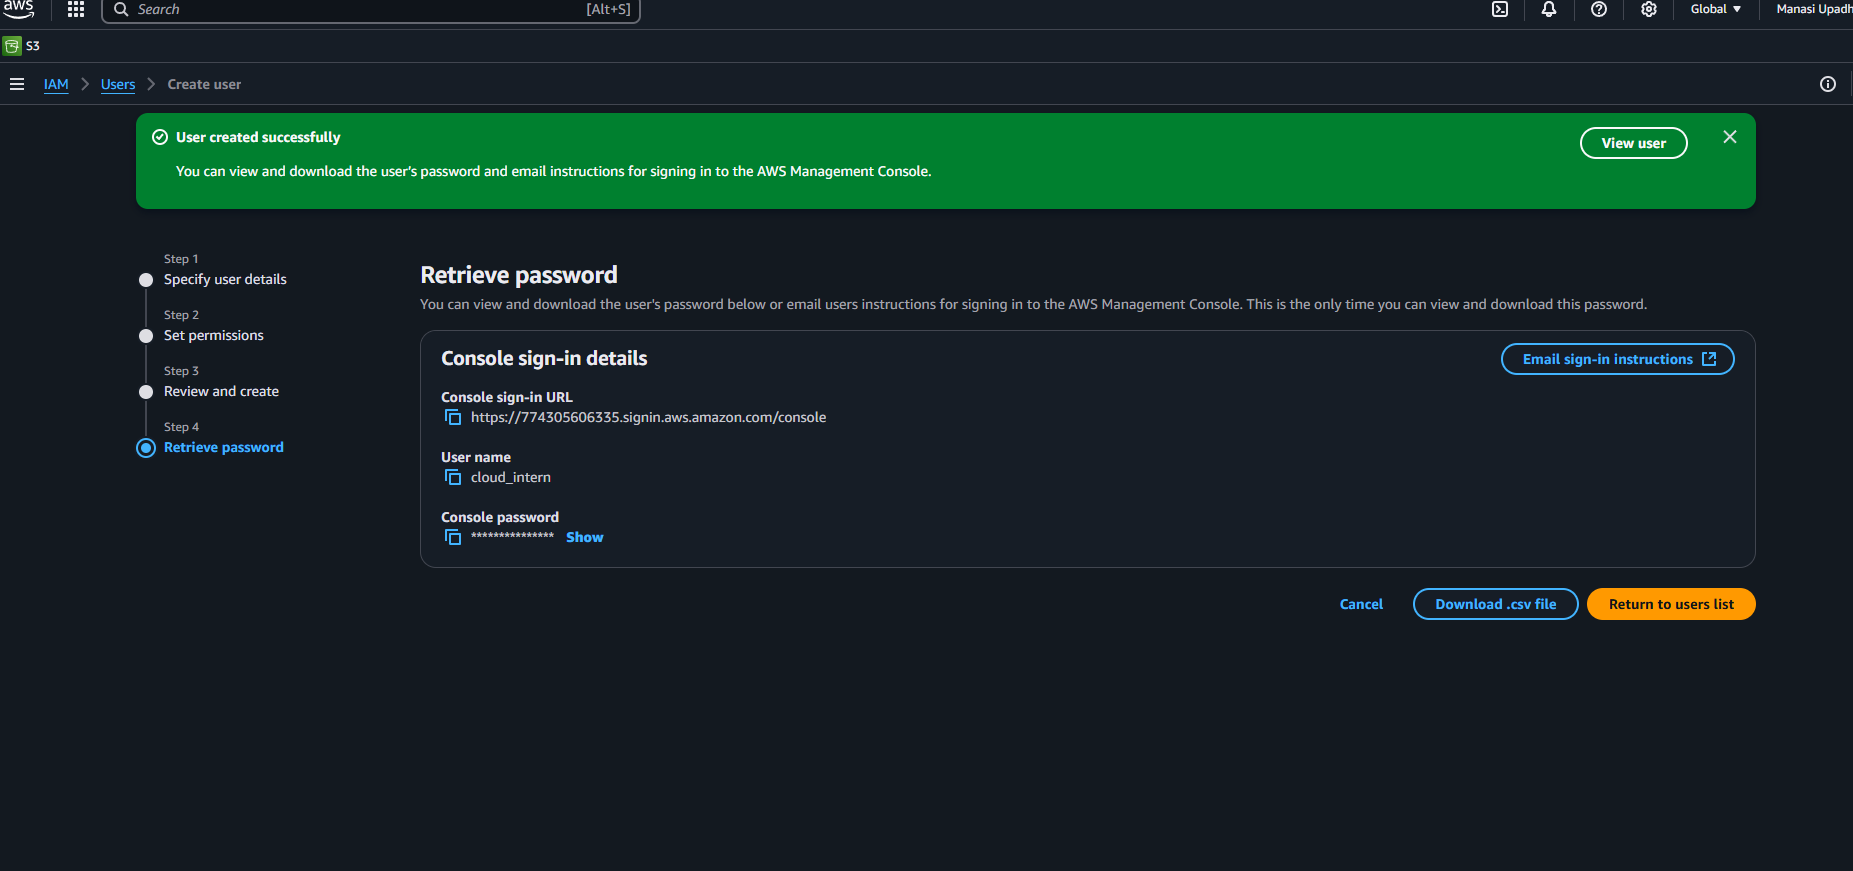 aws Search [Alt+S] Global Manasi Upadh
S3
IAM Users Create user
User created successfully
View user
You can view and download the user's password and email instructions for signing in to the AWS Management Console.
Step 1
Specify user details
Step 2
Set permissions
Step 3
Review and create
Step 4
Retrieve password
Retrieve password
You can view and download the user's password below or email users instructions for signing in to the AWS Management Console. This is the only time you can view and download this password.
Console sign-in details
Email sign-in instructions
Console sign-in URL
https://774305606335.signin.aws.amazon.com/console
User name
cloud_intern
Console password
*************** Show
Cancel Download .csv file Return to users list